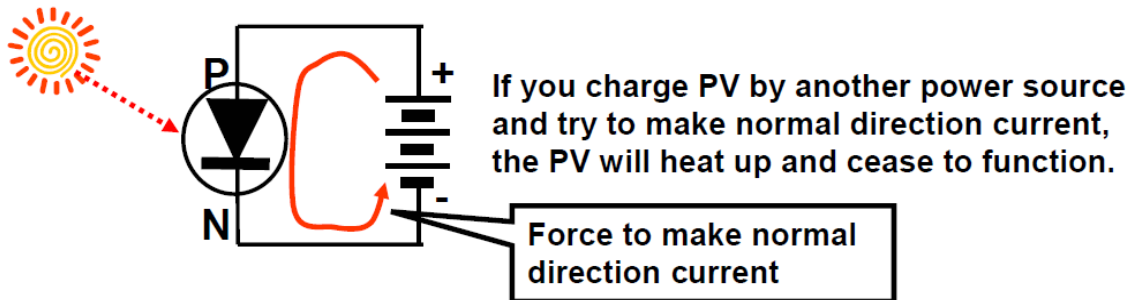 P
N
+
-
If you charge PV by another power source
and try to make normal direction current,
the PV will heat up and cease to function.
Force to make normal
direction current